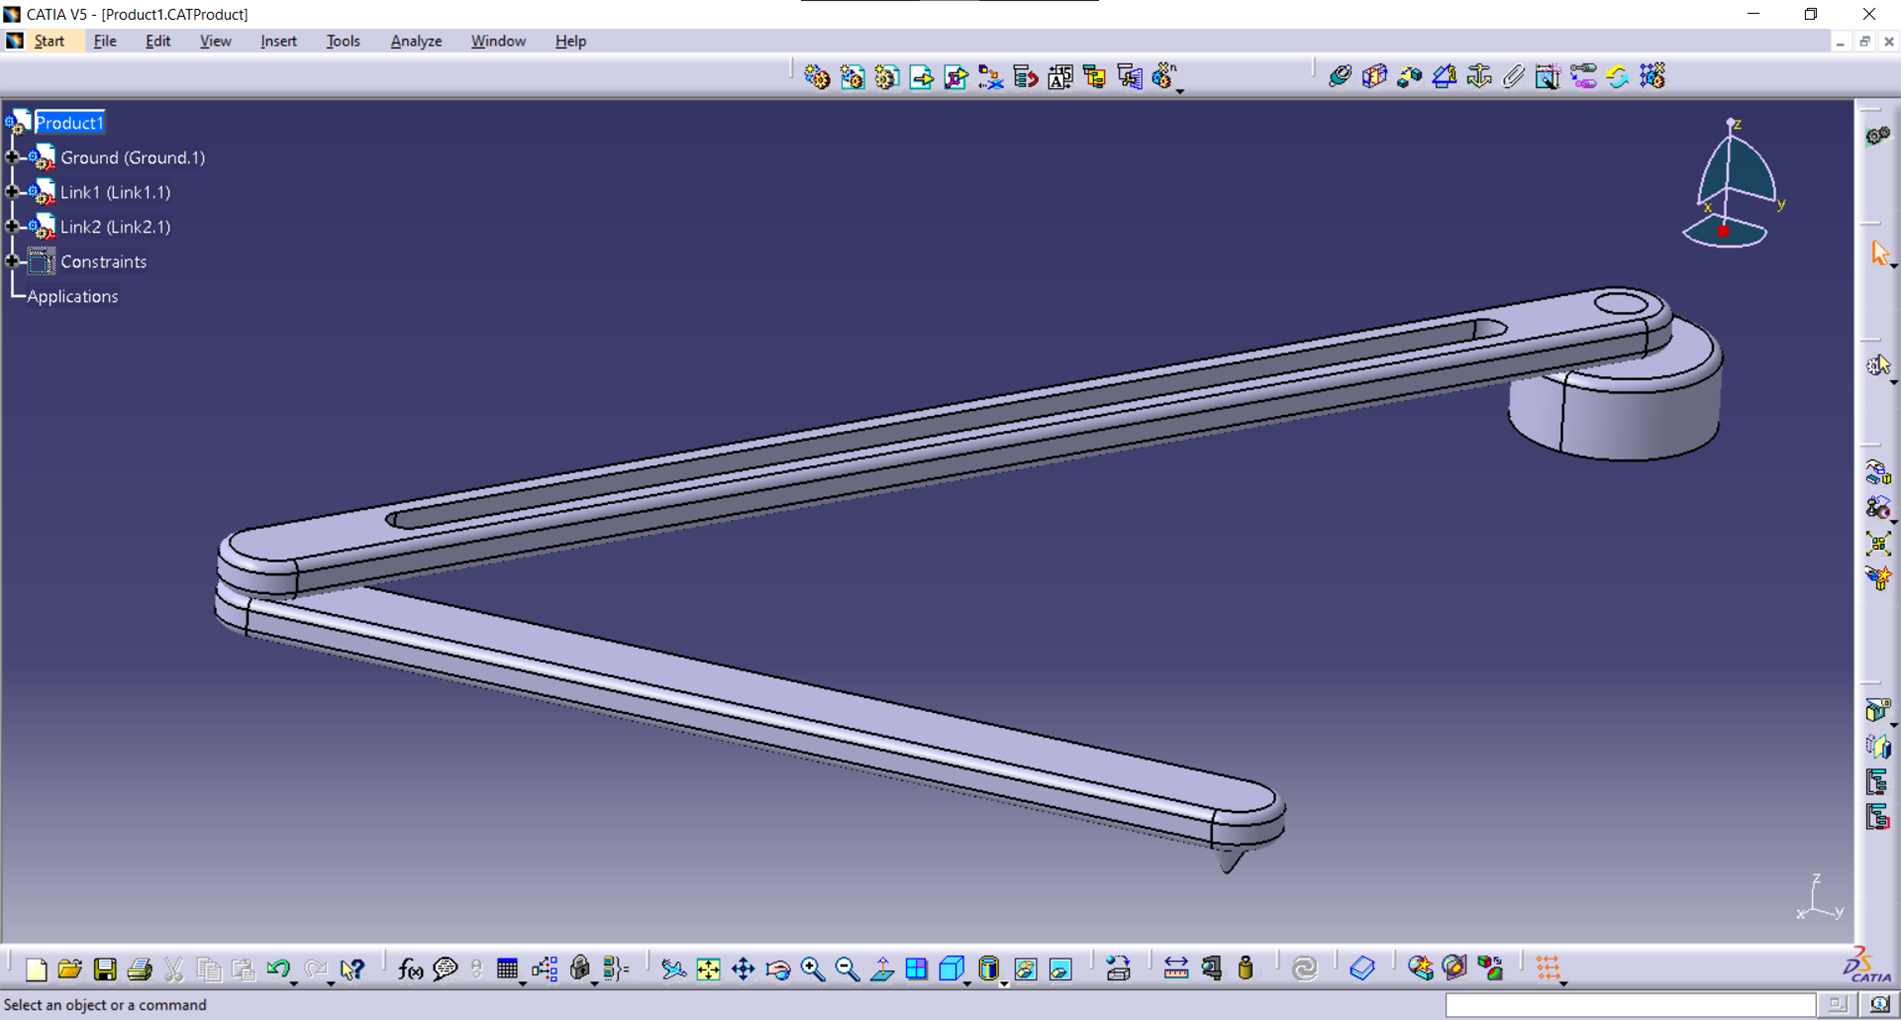 CATIA V5 - [Product1.CATProduct]
Start File Edit View Insert Tools Analyze Window Help
Product1
Ground (Ground.1)
Link1 (Link1.1)
Link2 (Link2.1)
Constraints
Applications
z
x
y
z
x
y
f(x)
DS
CATIA
Select an object or a command